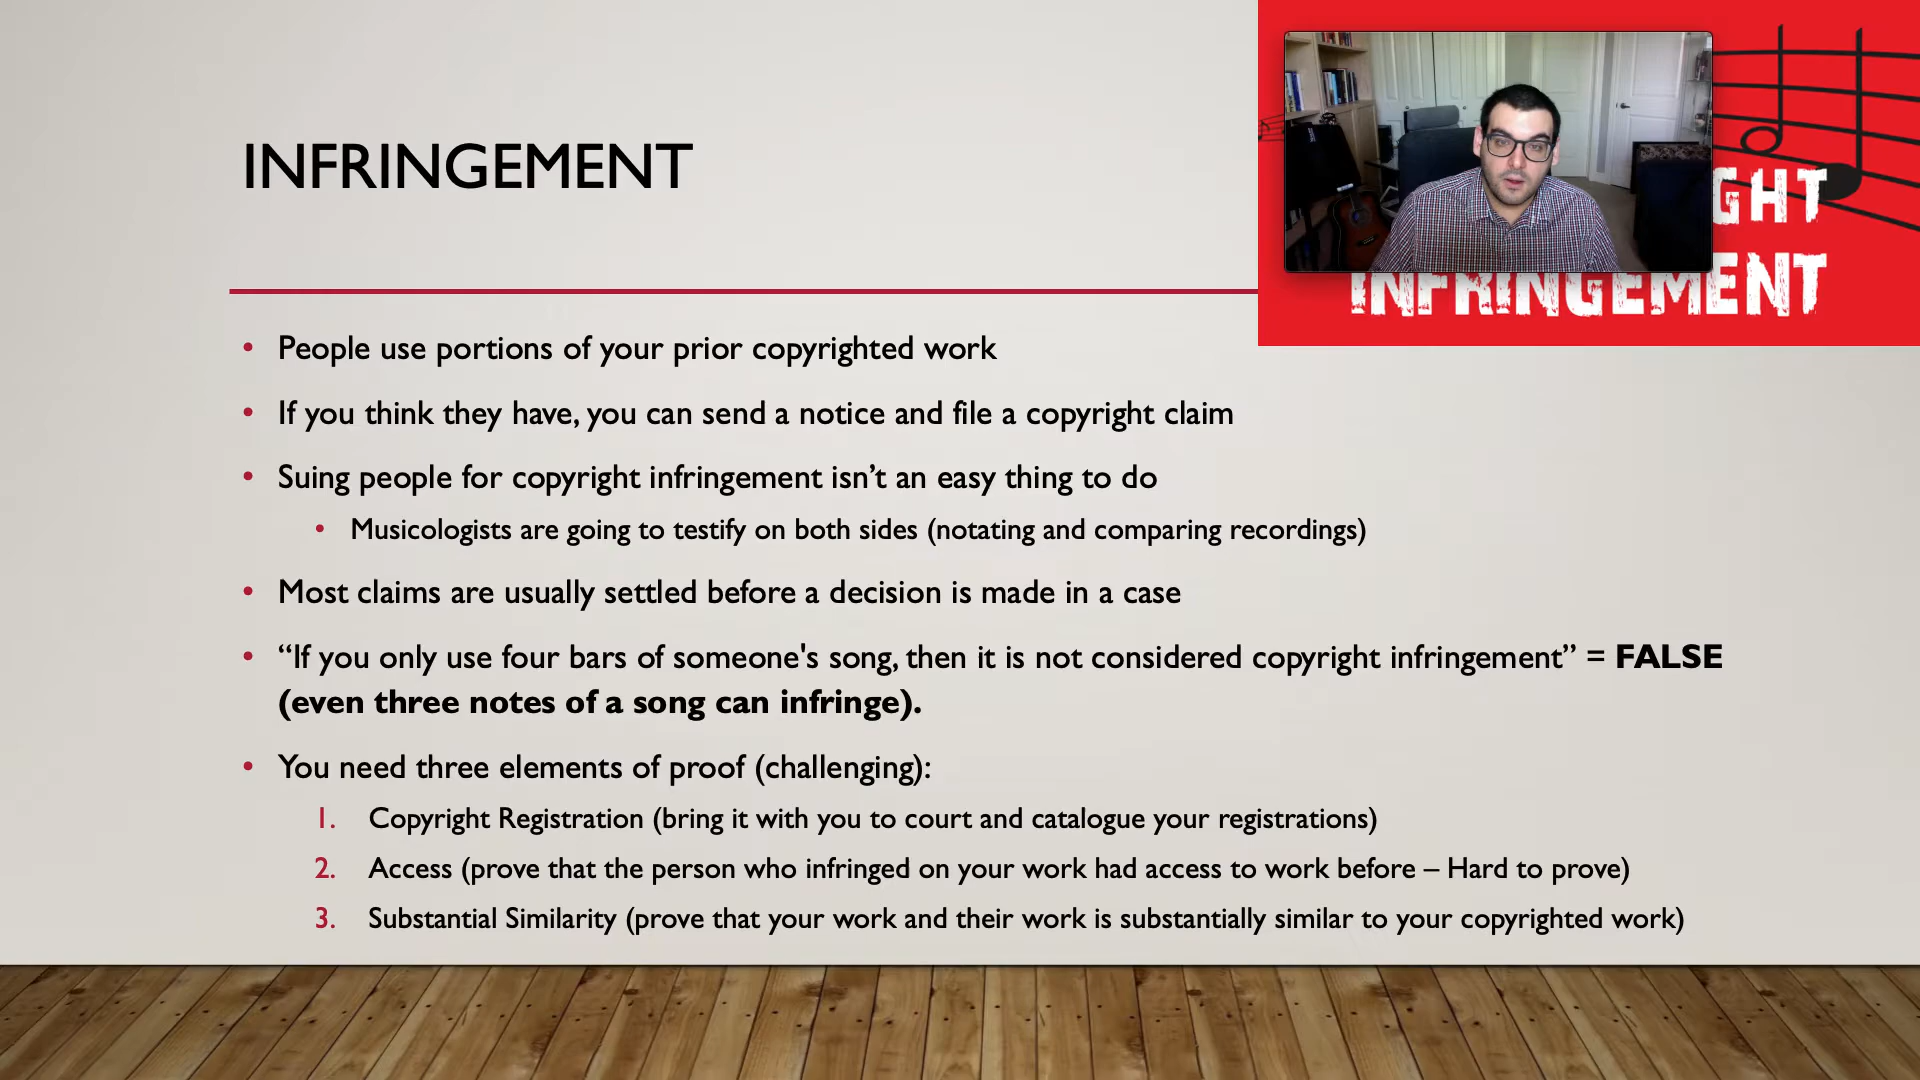 INFRINGEMENT
GHT
INFRINGEMENT
• People use portions of your prior copyrighted work
• If you think they have, you can send a notice and file a copyright claim
• Suing people for copyright infringement isn’t an easy thing to do
• Musicologists are going to testify on both sides (notating and comparing recordings)
• Most claims are usually settled before a decision is made in a case
• “If you only use four bars of someone's song, then it is not considered copyright infringement” = FALSE
(even three notes of a song can infringe).
• You need three elements of proof (challenging):
1. Copyright Registration (bring it with you to court and catalogue your registrations)
2. Access (prove that the person who infringed on your work had access to work before – Hard to prove)
3. Substantial Similarity (prove that your work and their work is substantially similar to your copyrighted work)